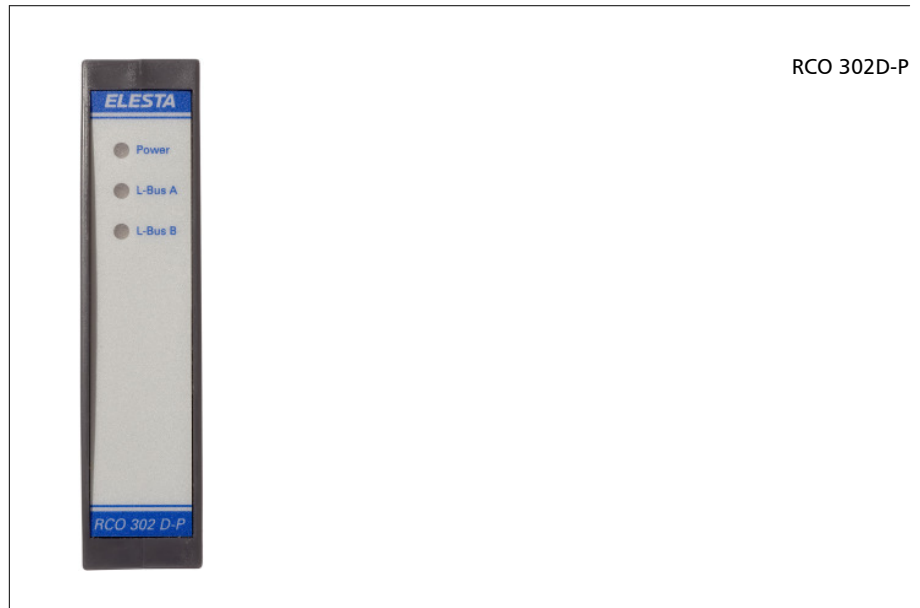 RCO 302D-P
ELESTA
Power
L-Bus A
L-Bus B
RCO 302 D-P